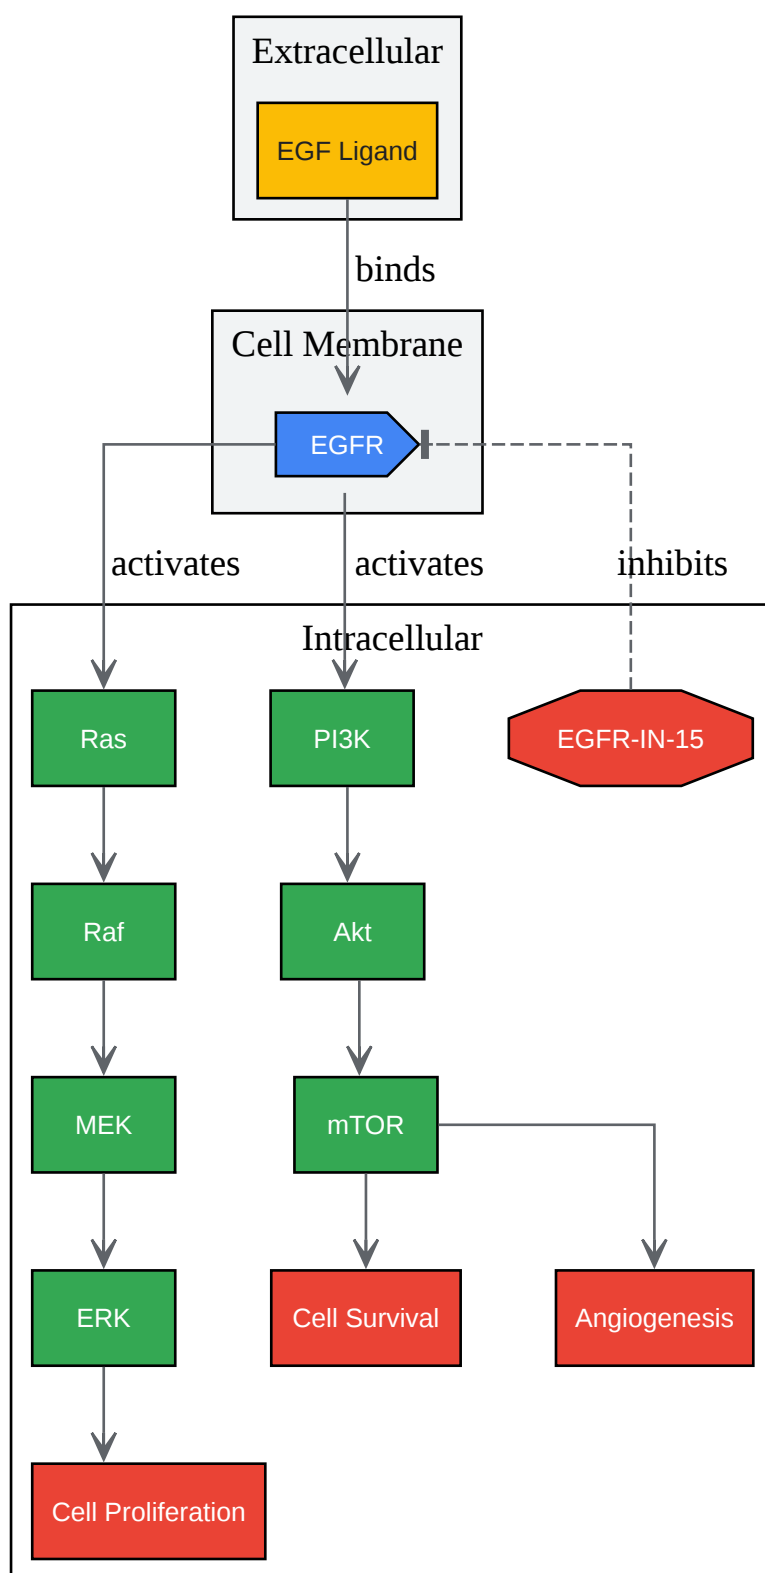 Extracellular
EGF Ligand
binds
Cell Membrane
EGFR
activates
activates
inhibits
Intracellular
Ras
PI3K
EGFR-IN-15
Raf
Akt
MEK
mTOR
ERK
Cell Survival
Angiogenesis
Cell Proliferation